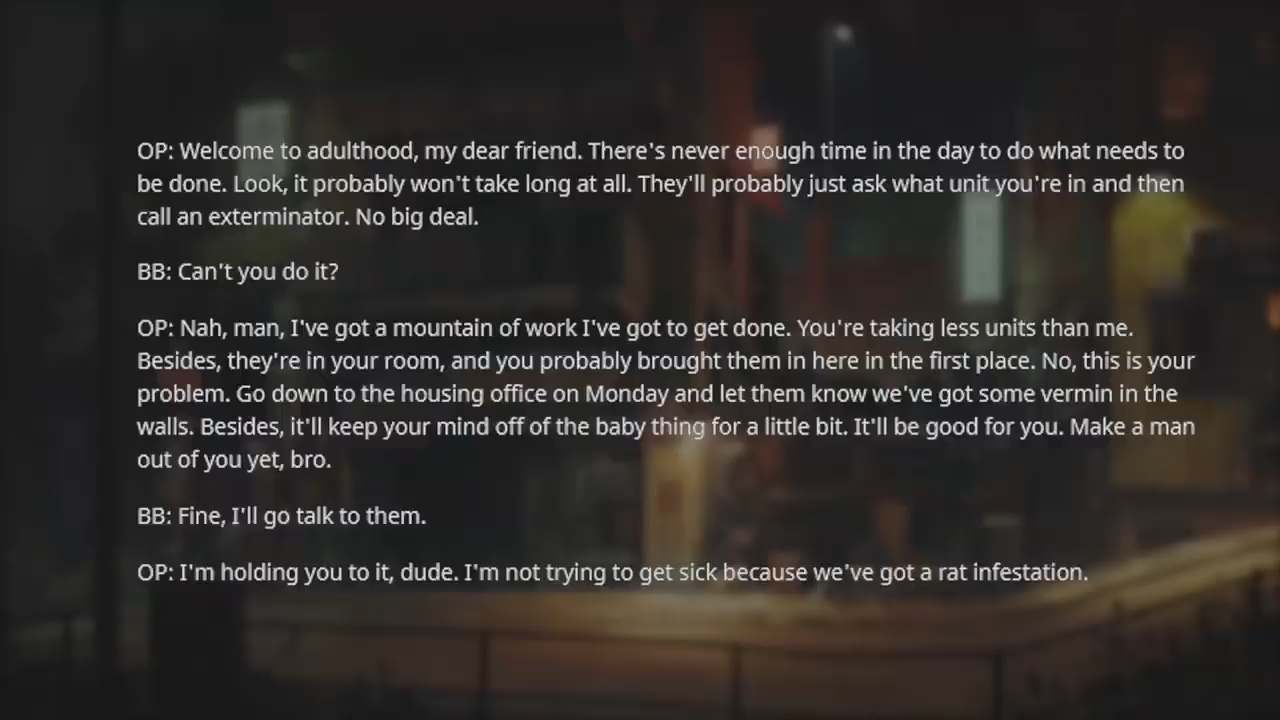 OP: Welcome to adulthood, my dear friend. There's never enough time in the day to do what needs to
be done. Look, it probably won't take long at all. They'll probably just ask what unit you're in and then
call an exterminator. No big deal.
BB: Can't you do it?
OP: Nah, man, I've got a mountain of work I've got to get done. You're taking less units than me.
Besides, they're in your room, and you probably brought them in here in the first place. No, this is your
problem. Go down to the housing office on Monday and let them know we've got some vermin in the
walls. Besides, it'll keep your mind off of the baby thing for a little bit. It'll be good for you. Make a man
out of you yet, bro.
BB: Fine, I'll go talk to them.
OP: I'm holding you to it, dude. I'm not trying to get sick because we've got a rat infestation.